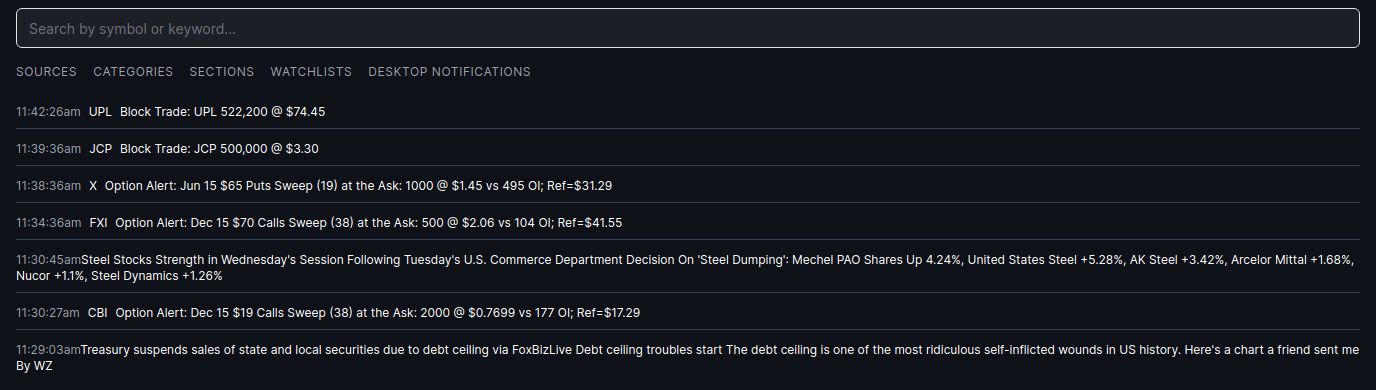 Search by symbol or keyword...
SOURCES CATEGORIES SECTIONS WATCHLISTS DESKTOP NOTIFICATIONS
11:42:26am UPL Block Trade: UPL 522,200 @ $74.45
11:39:36am JCP Block Trade: JCP 500,000 @ $3.30
11:38:36am X Option Alert: Jun 15 $65 Puts Sweep (19) at the Ask: 1000 @ $1.45 vs 495 OI; Ref=$31.29
11:34:36am FXI Option Alert: Dec 15 $70 Calls Sweep (38) at the Ask: 500 @ $2.06 vs 104 OI; Ref=$41.55
11:30:45amSteel Stocks Strength in Wednesday's Session Following Tuesday's U.S. Commerce Department Decision On 'Steel Dumping': Mechel PAO Shares Up 4.24%, United States Steel +5.28%, AK Steel +3.42%, Arcelor Mittal +1.68%,
Nucor +1.1%, Steel Dynamics +1.26%
11:30:27am CBI Option Alert: Dec 15 $19 Calls Sweep (38) at the Ask: 2000 @ $0.7699 vs 177 OI; Ref=$17.29
11:29:03amTreasury suspends sales of state and local securities due to debt ceiling via FoxBizLive Debt ceiling troubles start The debt ceiling is one of the most ridiculous self-inflicted wounds in US history. Here's a chart a friend sent me
By WZ